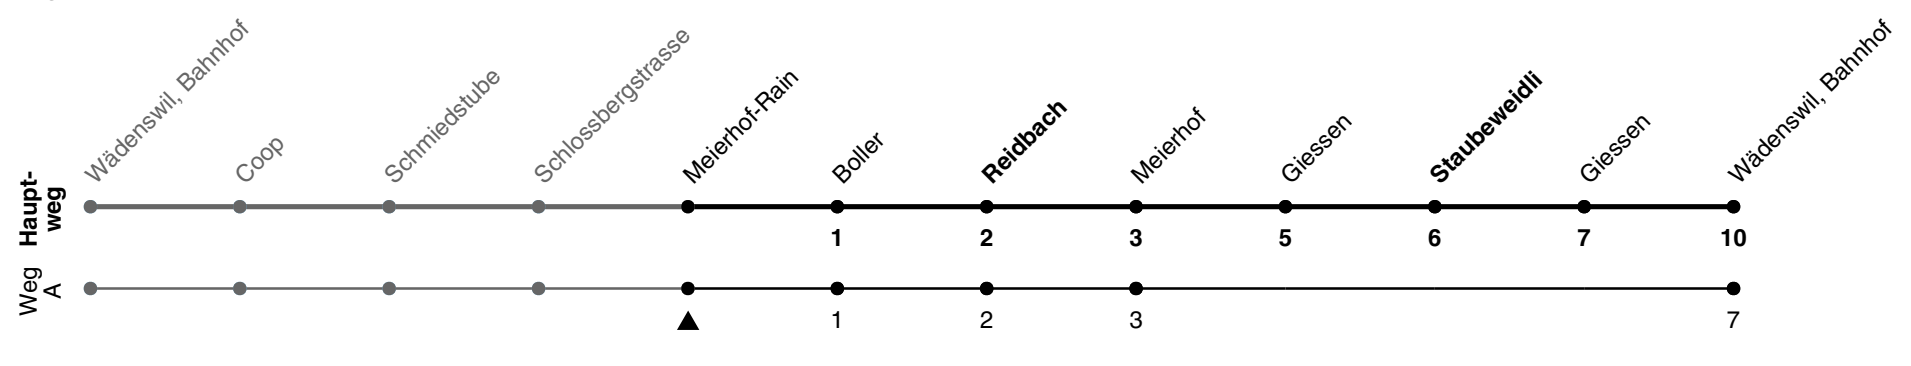 Wädenswil, Bahnhof
Coop
Schmiedstube
Schlossbergstrasse
Meierhof-Rain
Boller
Reidbach
Meierhof
Giessen
Staubeweidli
Giessen
Wädenswil, Bahnhof
Haupt-
weg
1 2 3 5 6 7 10
Weg
A
1 2 3 7